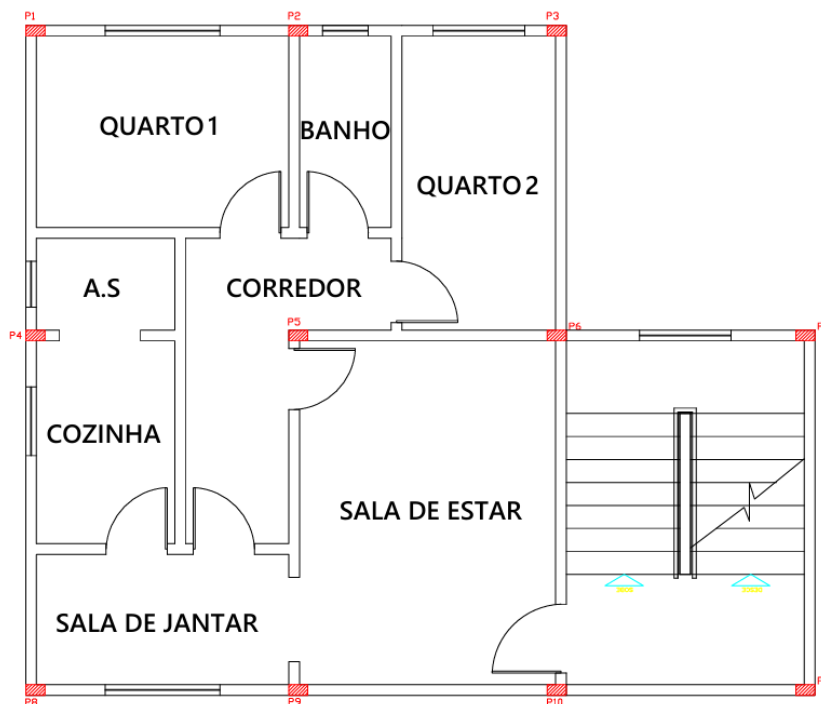 P1
P2
P3
QUARTO 1
BANHO
QUARTO 2
A.S
CORREDOR
P4
P5
P6
COZINHA
SALA DE ESTAR
SALA DE JANTAR
P8
P9
P10